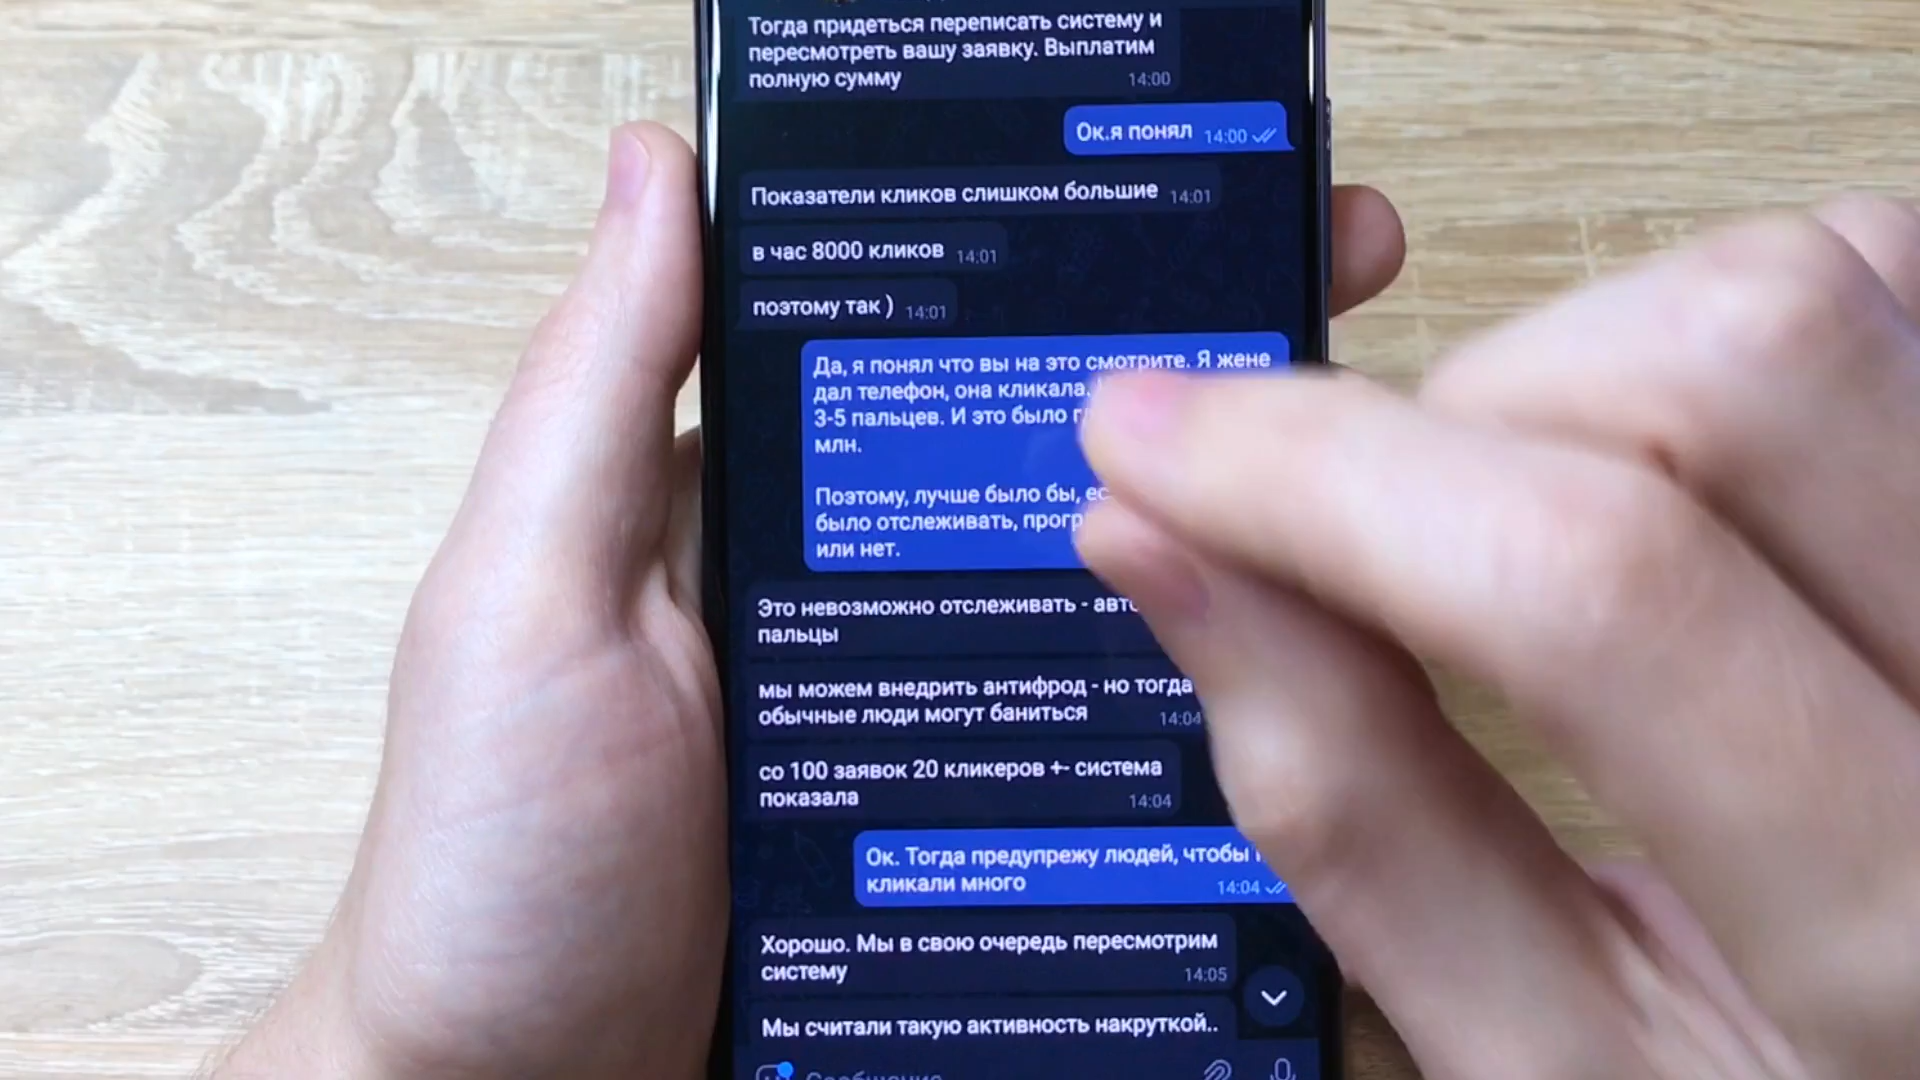 Тогда придеться переписать систему и
пересмотреть вашу заявку. Выплатим
полную сумму 14:00
Ок.я понял 14:00
Показатели кликов слишком большие 14:01
в час 8000 кликов 14:01
поэтому так ) 14:01
Да, я понял что вы на это смотрите. Я жене
дал телефон, она кликала.
3-5 пальцев. И это было
млн.
Поэтому, лучше было бы,
было отслеживать,
или нет.
Это невозможно отслеживать -
пальцы
мы можем внедрить антифрод - но тогда
обычные люди могут баниться 14:04
со 100 заявок 20 кликеров +- система
показала 14:04
Ок. Тогда предупрежу людей, чтобы
кликали много 14:04
Хорошо. Мы в свою очередь пересмотрим
систему 14:05
Мы считали такую активность накруткой..
Сообщение